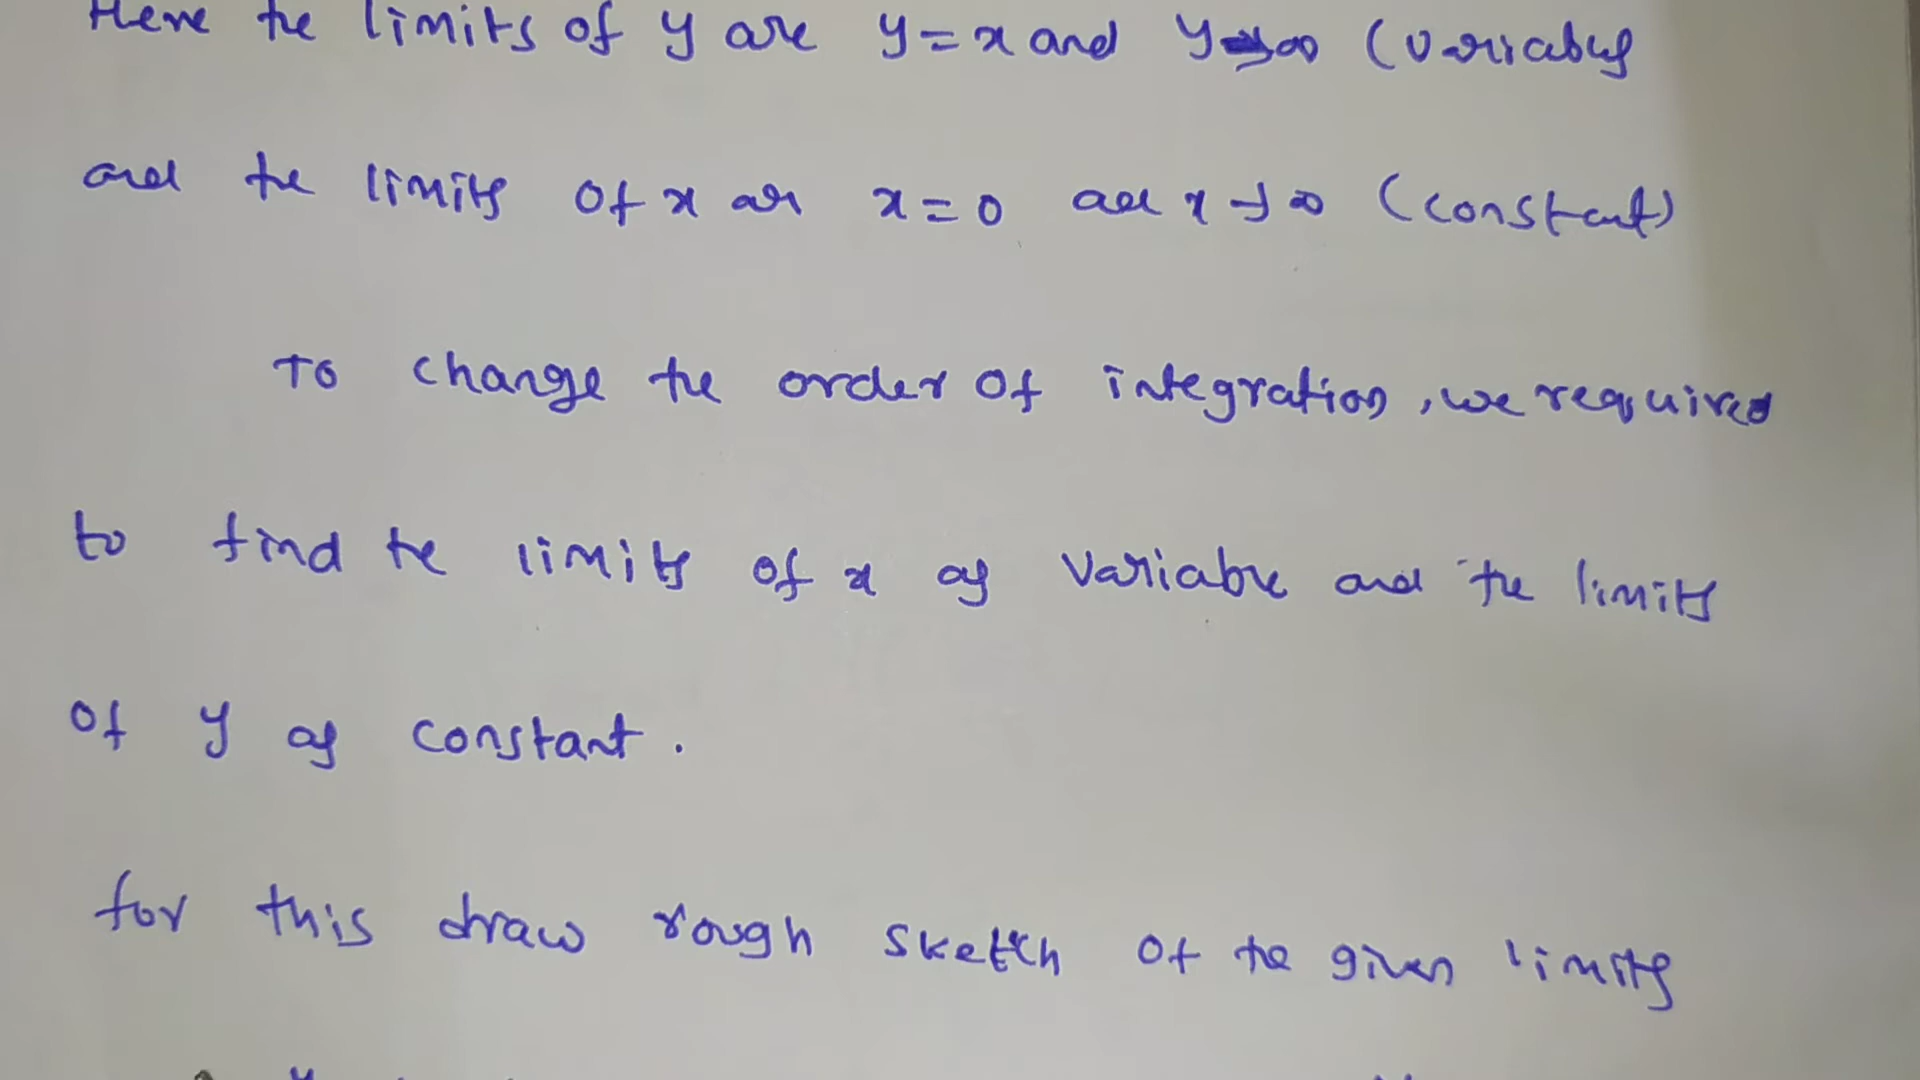 Here the limits of y are y=x and y→∞ (variables
and the limits of x are x=0 and x→∞ (constant)
To change the order of integration, we required
to find the limits of x as variable and the limits
of y as constant.
for this draw rough sketch of the given limits